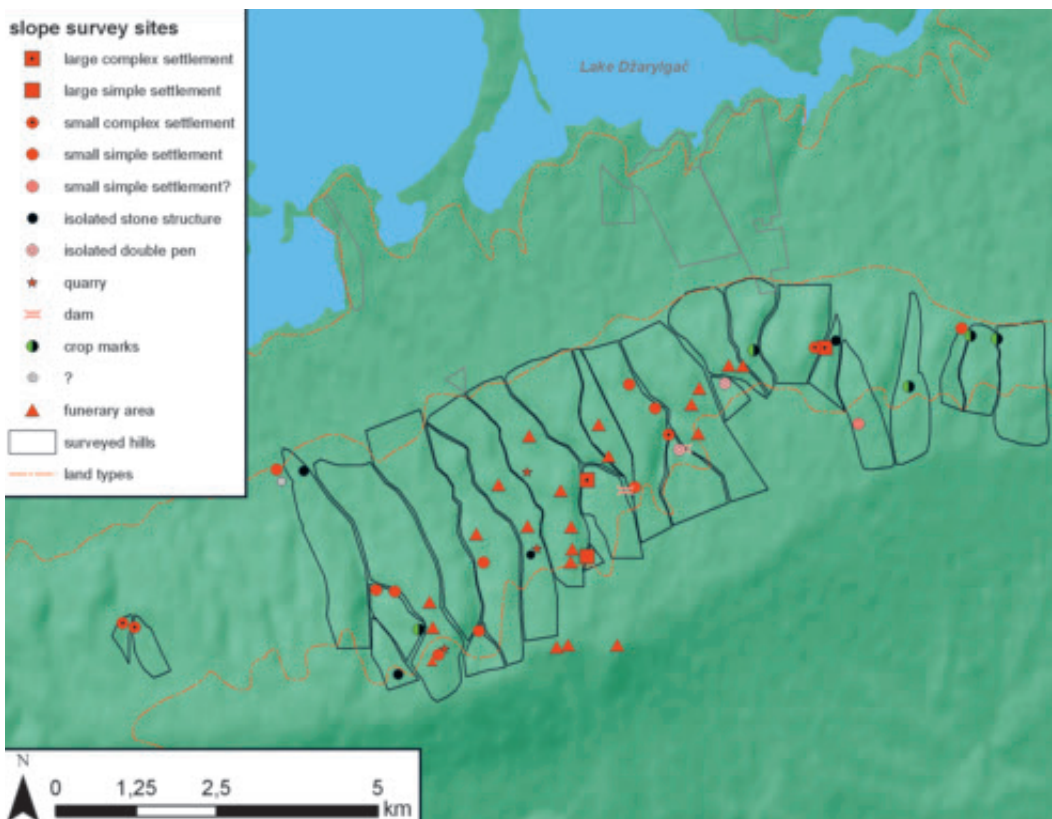 slope survey sites
large complex settlement
large simple settlement
small complex settlement
small simple settlement
small simple settlement?
isolated stone structure
isolated double pen
quarry
dam
crop marks
?
funerary area
surveyed hills
land types
Lake Džarylgač
N
0 1,25 2,5 5
km